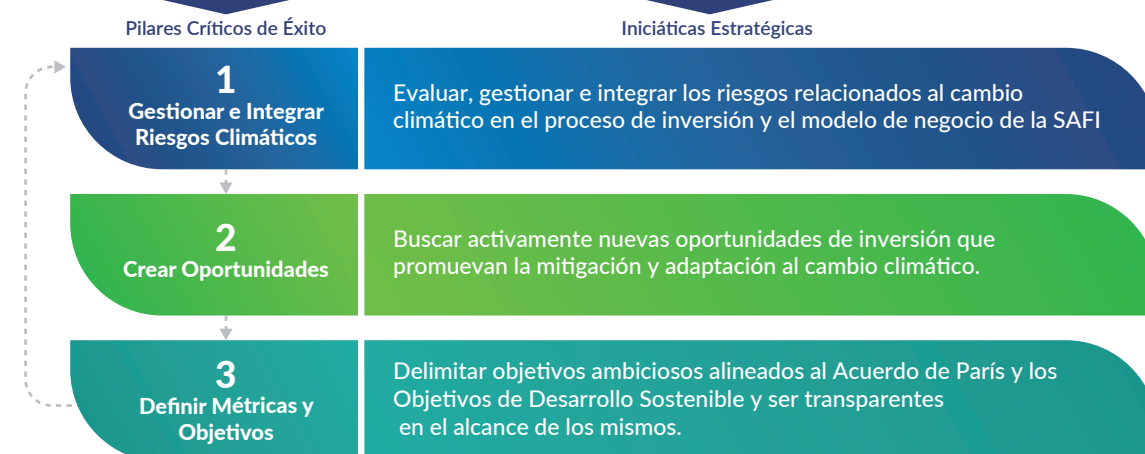 Pilares Críticos de Éxito
Iniciáticas Estratégicas
1
Gestionar e Integrar
Riesgos Climáticos
Evaluar, gestionar e integrar los riesgos relacionados al cambio
climático en el proceso de inversión y el modelo de negocio de la SAFI
2
Crear Oportunidades
Buscar activamente nuevas oportunidades de inversión que
promuevan la mitigación y adaptación al cambio climático.
3
Definir Métricas y
Objetivos
Delimitar objetivos ambiciosos alineados al Acuerdo de París y los
Objetivos de Desarrollo Sostenible y ser transparentes
en el alcance de los mismos.